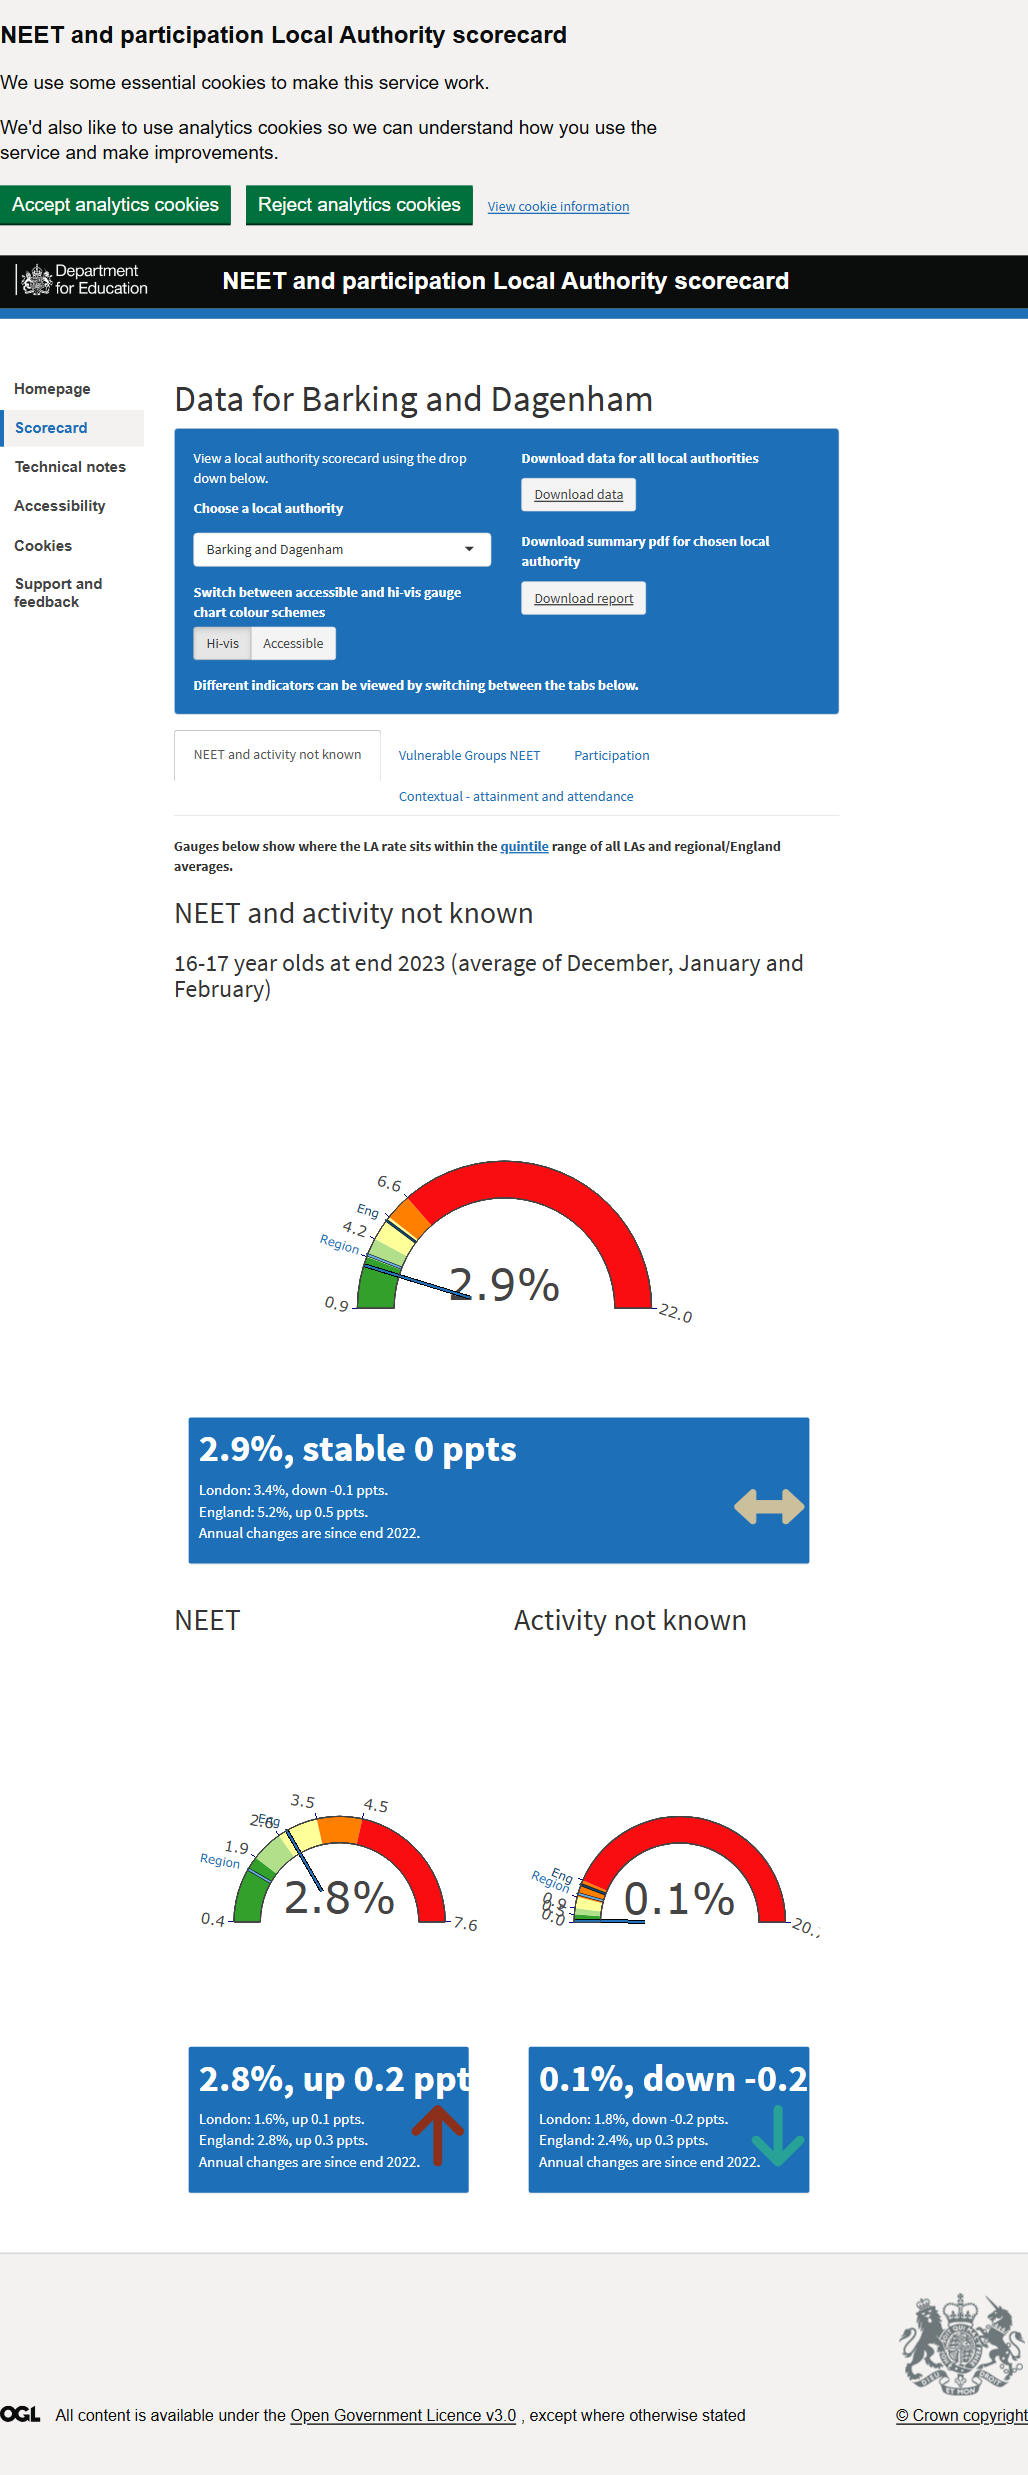 NEET and participation Local Authority scorecard
We use some essential cookies to make this service work.
We'd also like to use analytics cookies so we can understand how you use the
service and make improvements.
Accept analytics cookies
Reject analytics cookies
View cookie information
Department
for Education
NEET and participation Local Authority scorecard
Homepage
Scorecard
Technical notes
Accessibility
Cookies
Support and
feedback
Data for Barking and Dagenham
View a local authority scorecard using the drop
down below.
Choose a local authority
Barking and Dagenham
Switch between accessible and hi-vis gauge
chart colour schemes
Hi-vis
Accessible
Download data for all local authorities
Download data
Download summary pdf for chosen local
authority
Download report
Different indicators can be viewed by switching between the tabs below.
NEET and activity not known
Vulnerable Groups NEET
Participation
Contextual - attainment and attendance
Gauges below show where the LA rate sits within the quintile range of all LAs and regional/England
averages.
NEET and activity not known
16-17 year olds at end 2023 (average of December, January and
February)
6.6
Eng
4.2
Region
0.9
2.9%
22.0
2.9%, stable 0 ppts
London: 3.4%, down -0.1 ppts.
England: 5.2%, up 0.5 ppts.
Annual changes are since end 2022.
NEET
3.5
4.5
2.6
Eng
1.9
Region
0.4
2.8%
7.6
2.8%, up 0.2 ppt
London: 1.6%, up 0.1 ppts.
England: 2.8%, up 0.3 ppts.
Annual changes are since end 2022.
Activity not known
Eng
Region
0.9
0.0
0.1%
20.
0.1%, down -0.2
London: 1.8%, down -0.2 ppts.
England: 2.4%, up 0.3 ppts.
Annual changes are since end 2022.
OGL
All content is available under the Open Government Licence v3.0 , except where otherwise stated
© Crown copyright